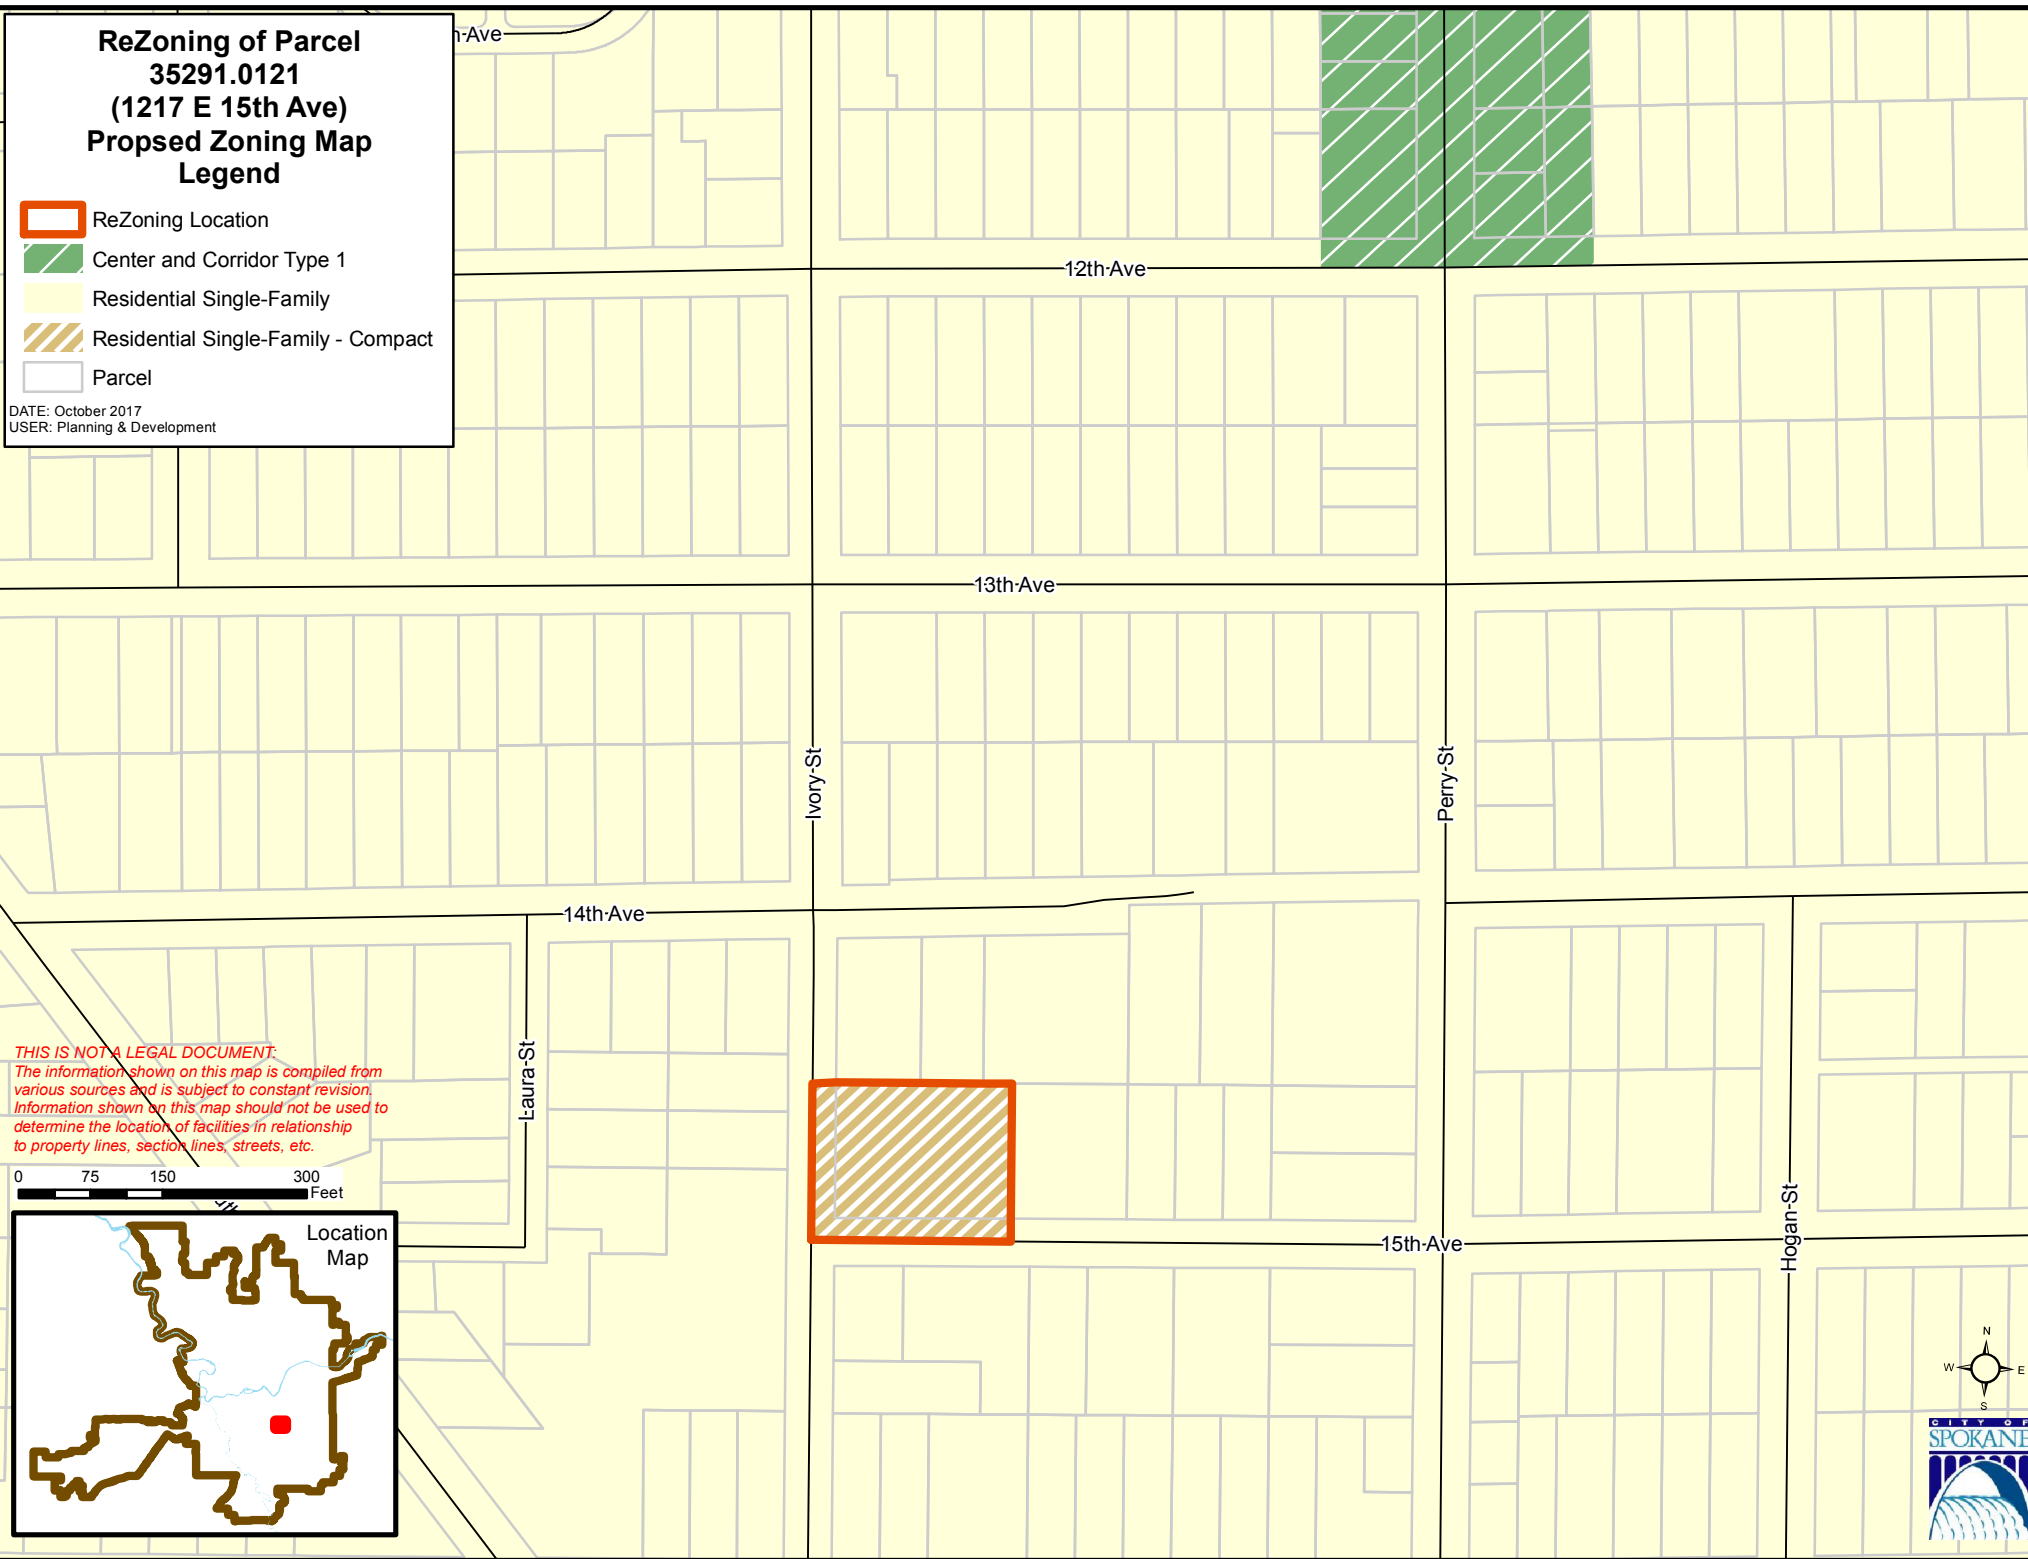 ReZoning of Parcel
35291.0121
(1217 E 15th Ave)
Propsed Zoning Map
Legend
ReZoning Location
Center and Corridor Type 1
Residential Single-Family
Residential Single-Family - Compact
Parcel
DATE: October 2017
USER: Planning & Development
Ave
12th Ave
13th Ave
Ivory St
Perry St
14th Ave
Laura St
15th Ave
Hogan St
THIS IS NOT A LEGAL DOCUMENT:
The information shown on this map is compiled from
various sources and is subject to constant revision.
Information shown on this map should not be used to
determine the location of facilities in relationship
to property lines, section lines, streets, etc.
0 75 150 300
Feet
Location
Map
N
W E
S
CITY OF
SPOKANE